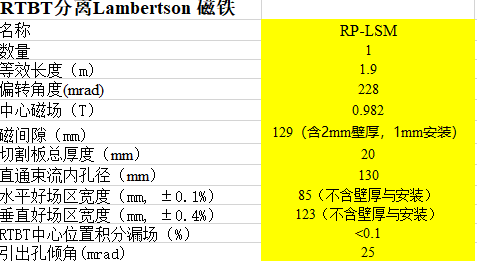 RTBT分离Lambertson 磁铁
名称 RP-LSM
数量 1
等效长度（m） 1.9
偏转角度(mrad) 228
中心磁场（T） 0.982
磁间隙（mm） 129（含2mm壁厚，1mm安装）
切割板总厚度（mm） 20
直通束流内孔径（mm） 130
水平好场区宽度（mm, ±0.1%） 85（不含壁厚与安装）
垂直好场区宽度（mm, ±0.4%） 123（不含壁厚与安装）
RTBT中心位置积分漏场（%） <0.1
引出孔倾角(mrad) 25